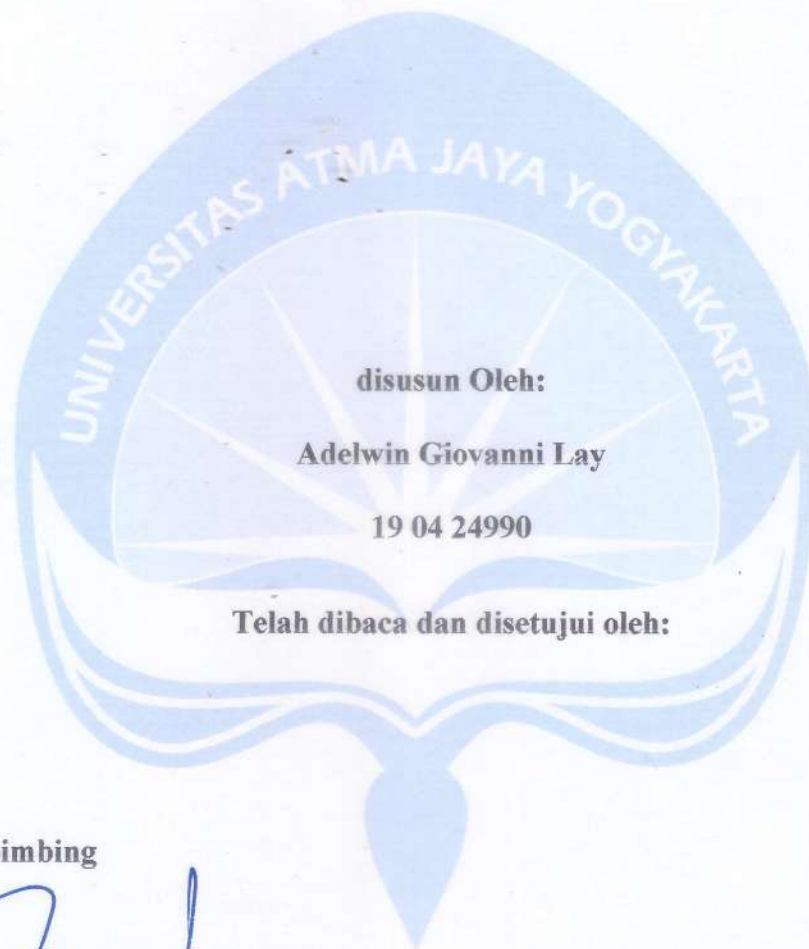 UNIVERSITAS ATMA JAYA YOGYAKARTA
disusun Oleh:
Adelwin Giovanni Lay
19 04 24990
Telah dibaca dan disetujui oleh:
imbing